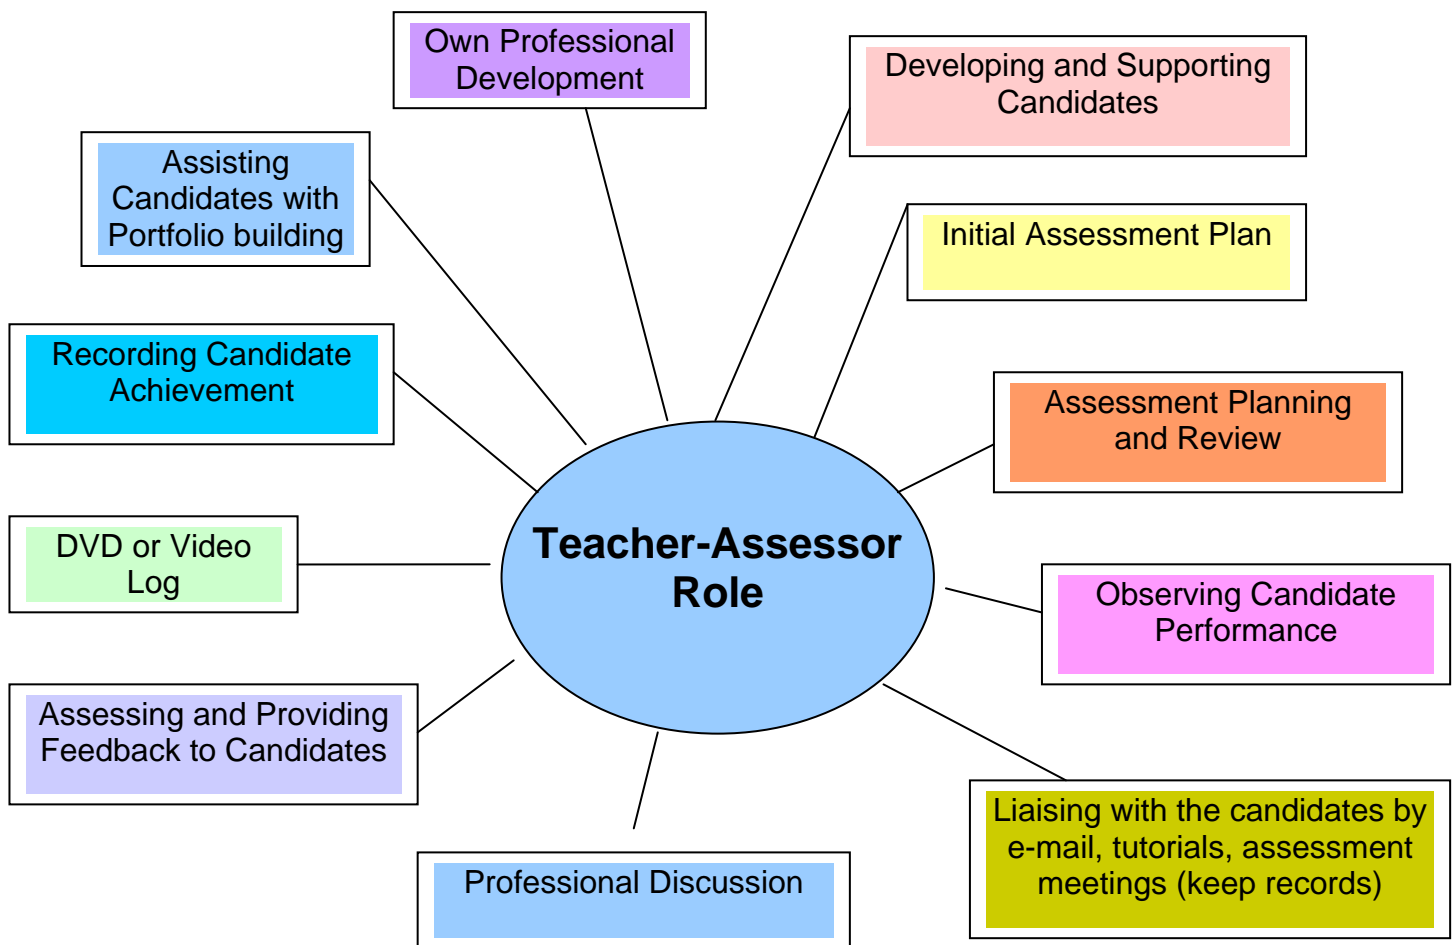 Own Professional
Development
Developing and Supporting
Candidates
Assisting
Candidates with
Portfolio building
Initial Assessment Plan
Recording Candidate
Achievement
Assessment Planning
and Review
DVD or Video
Log
Teacher-Assessor
Role
Observing Candidate
Performance
Assessing and Providing
Feedback to Candidates
Liaising with the candidates by
e-mail, tutorials, assessment
meetings (keep records)
Professional Discussion